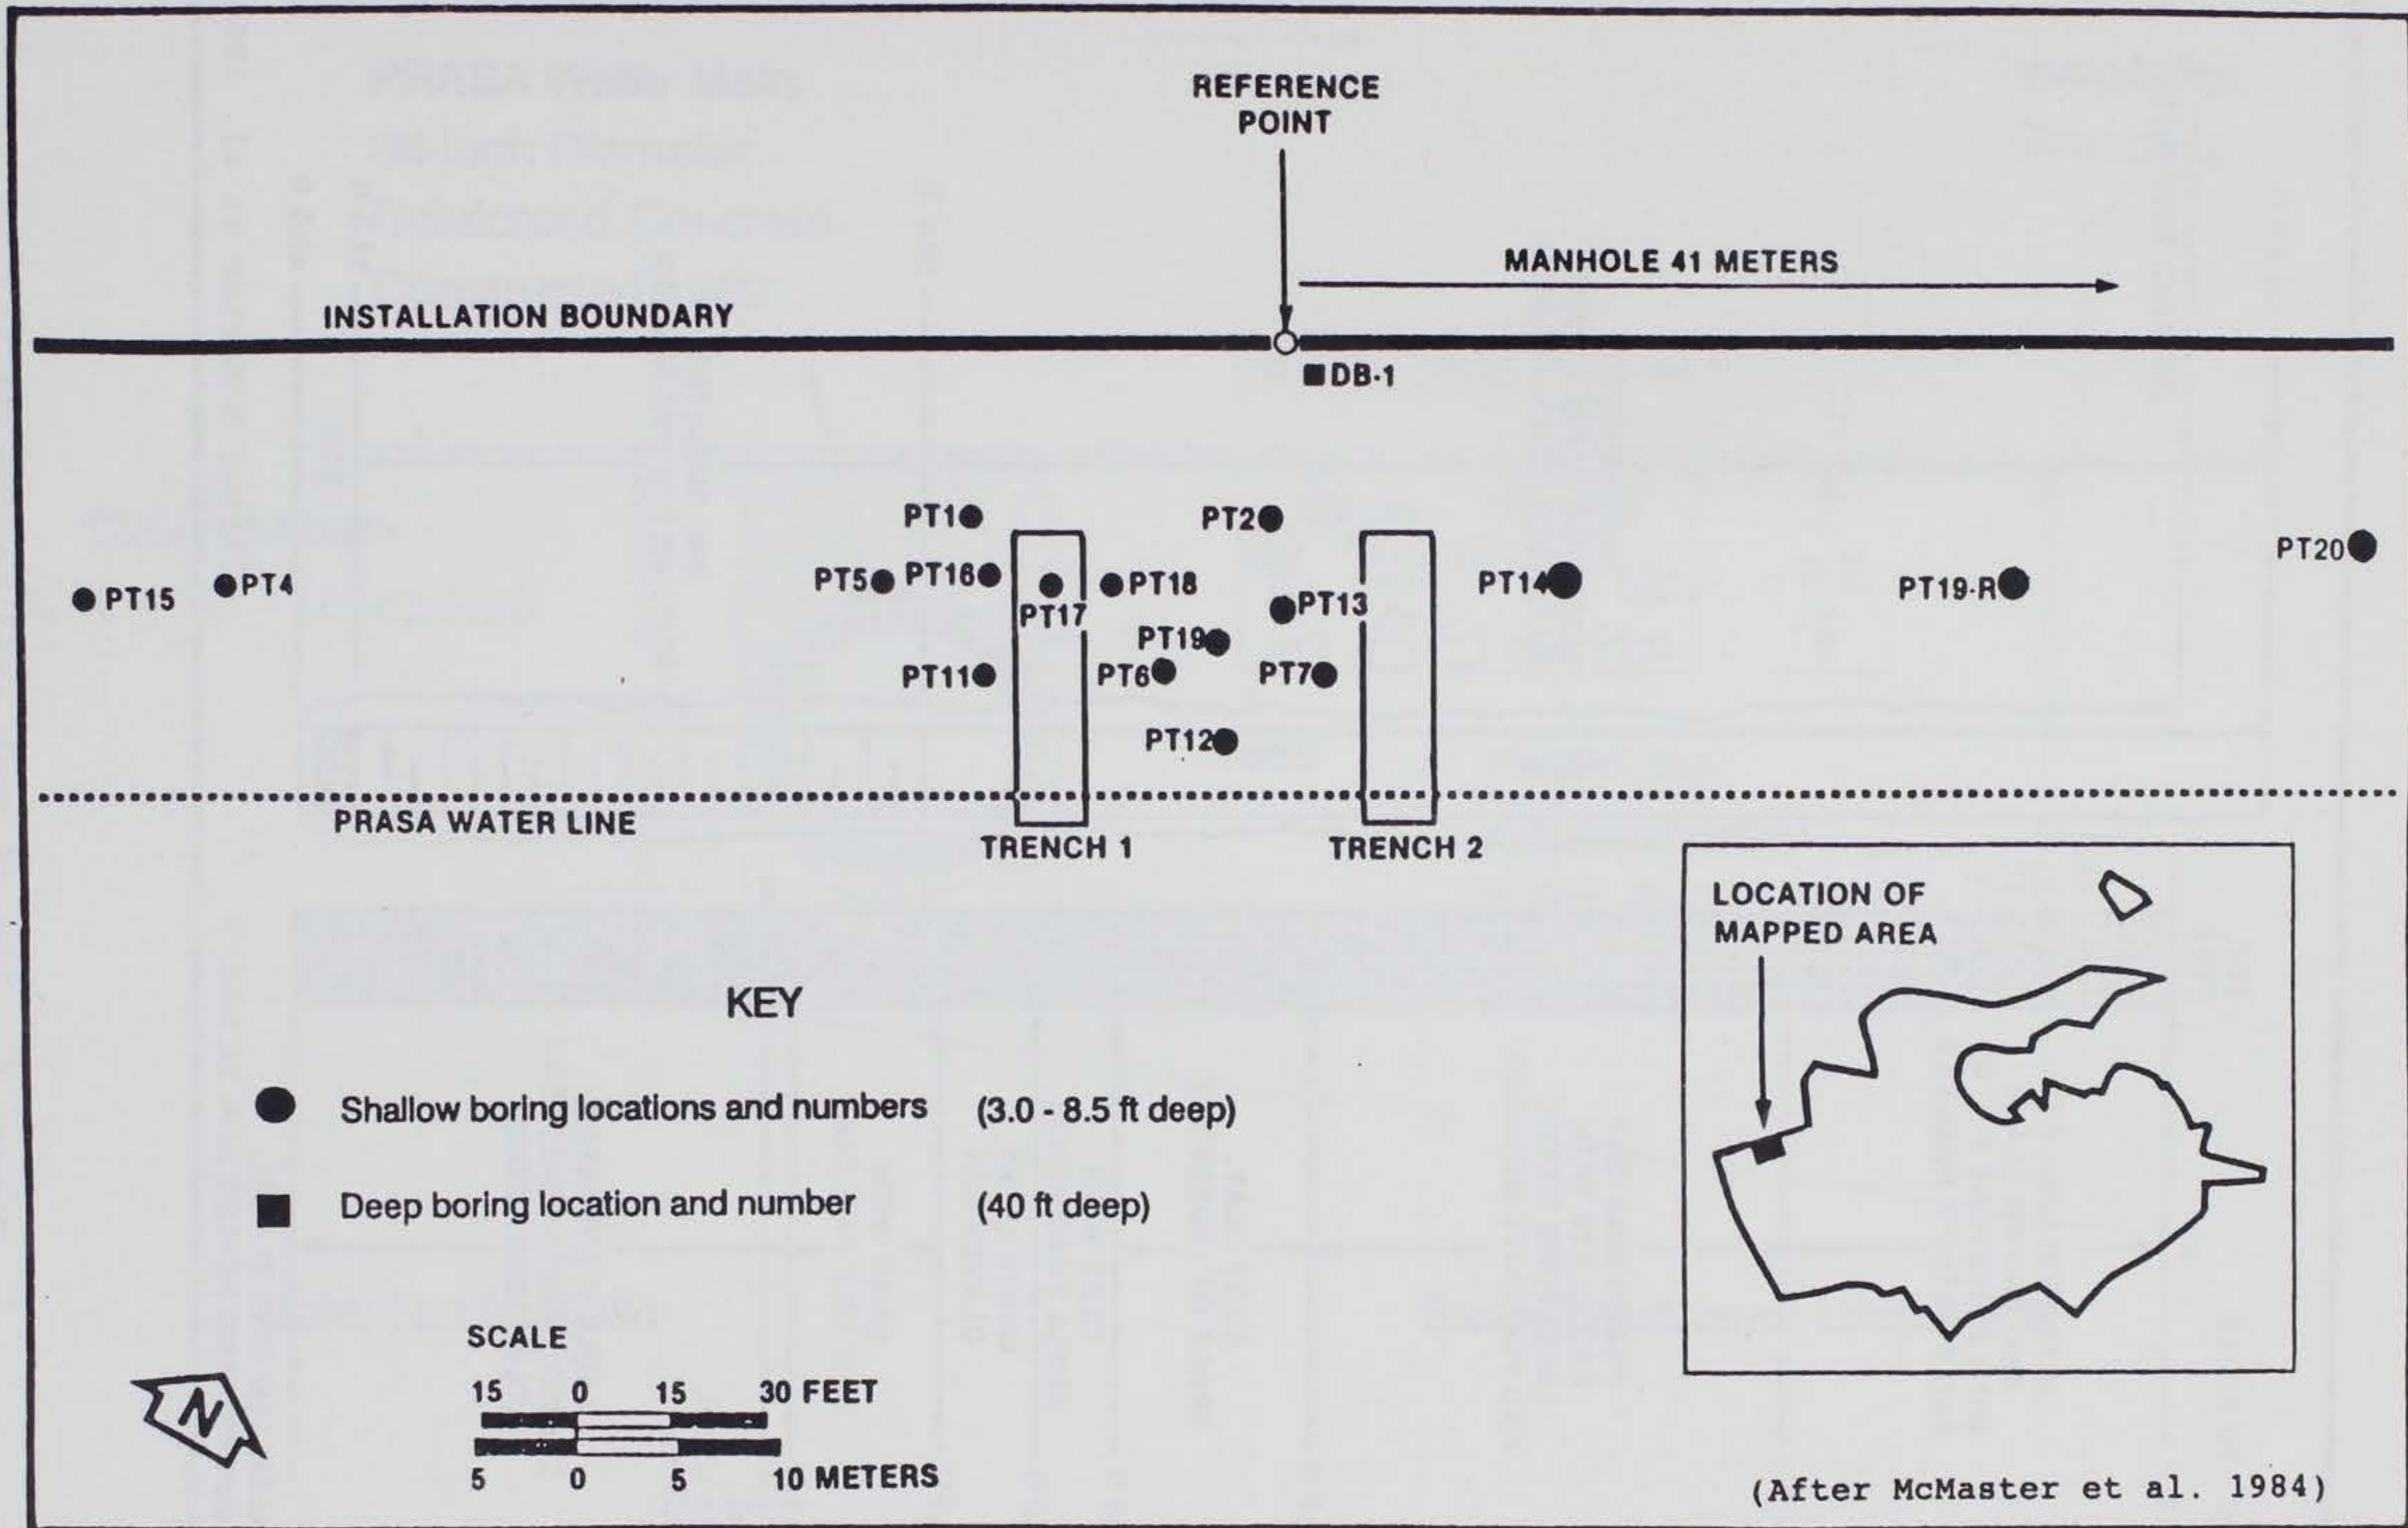 REFERENCE
POINT
MANHOLE 41 METERS
INSTALLATION BOUNDARY
DB-1
PT1
PT2
PT20
PT15
PT4
PT5
PT16
PT17
PT18
PT13
PT14
PT19-R
PT19
PT11
PT6
PT7
PT12
PRASA WATER LINE
TRENCH 1
TRENCH 2
LOCATION OF
MAPPED AREA
KEY
Shallow boring locations and numbers (3.0 - 8.5 ft deep)
Deep boring location and number (40 ft deep)
SCALE
15 0 15 30 FEET
5 0 5 10 METERS
N
(After McMaster et al. 1984)